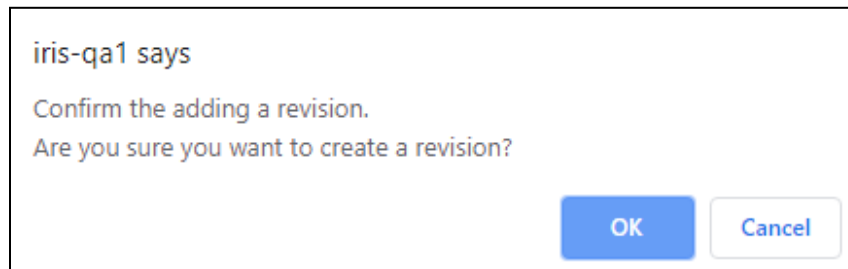 iris-qa1 says
Confirm the adding a revision.
Are you sure you want to create a revision?
OK
Cancel